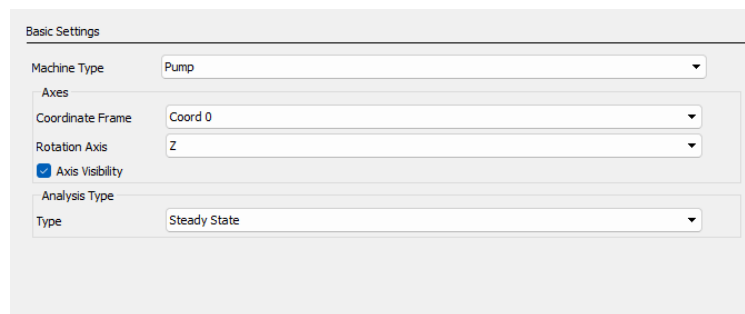 Basic Settings
Machine Type Pump
Axes
Coordinate Frame Coord 0
Rotation Axis Z
Axis Visibility
Analysis Type
Type Steady State